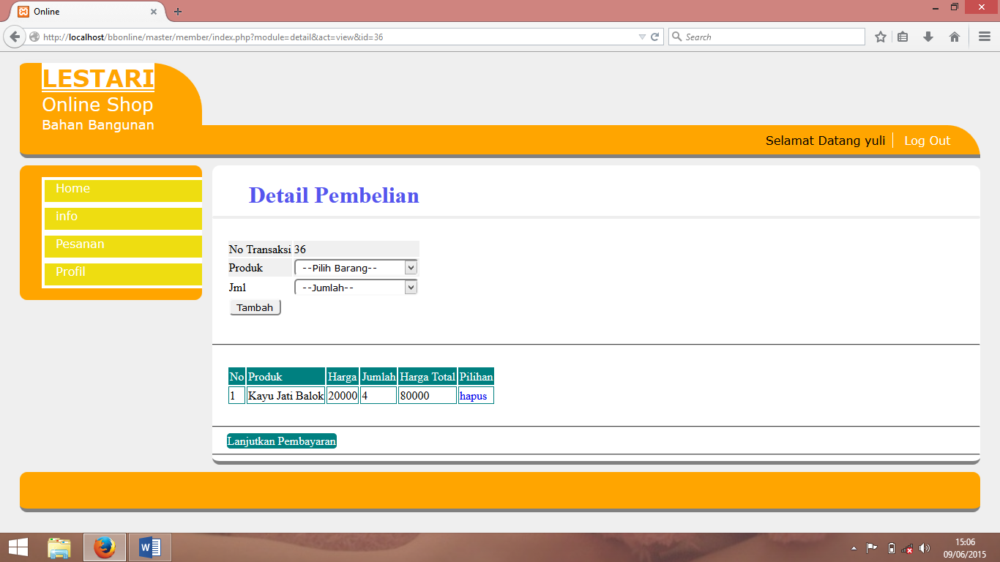 Online
http://localhost/bbonline/master/member/index.php?module=detail&act=view&id=36
Search
LESTARI
Online Shop
Bahan Bangunan
Selamat Datang yuli
Log Out
Home
info
Pesanan
Profil
Detail Pembelian
No Transaksi 36
Produk --Pilih Barang--
Jml --Jumlah--
Tambah
No Produk Harga Jumlah Harga Total Pilihan
1 Kayu Jati Balok 20000 4 80000 hapus
Lanjutkan Pembayaran
15:06
09/06/2015